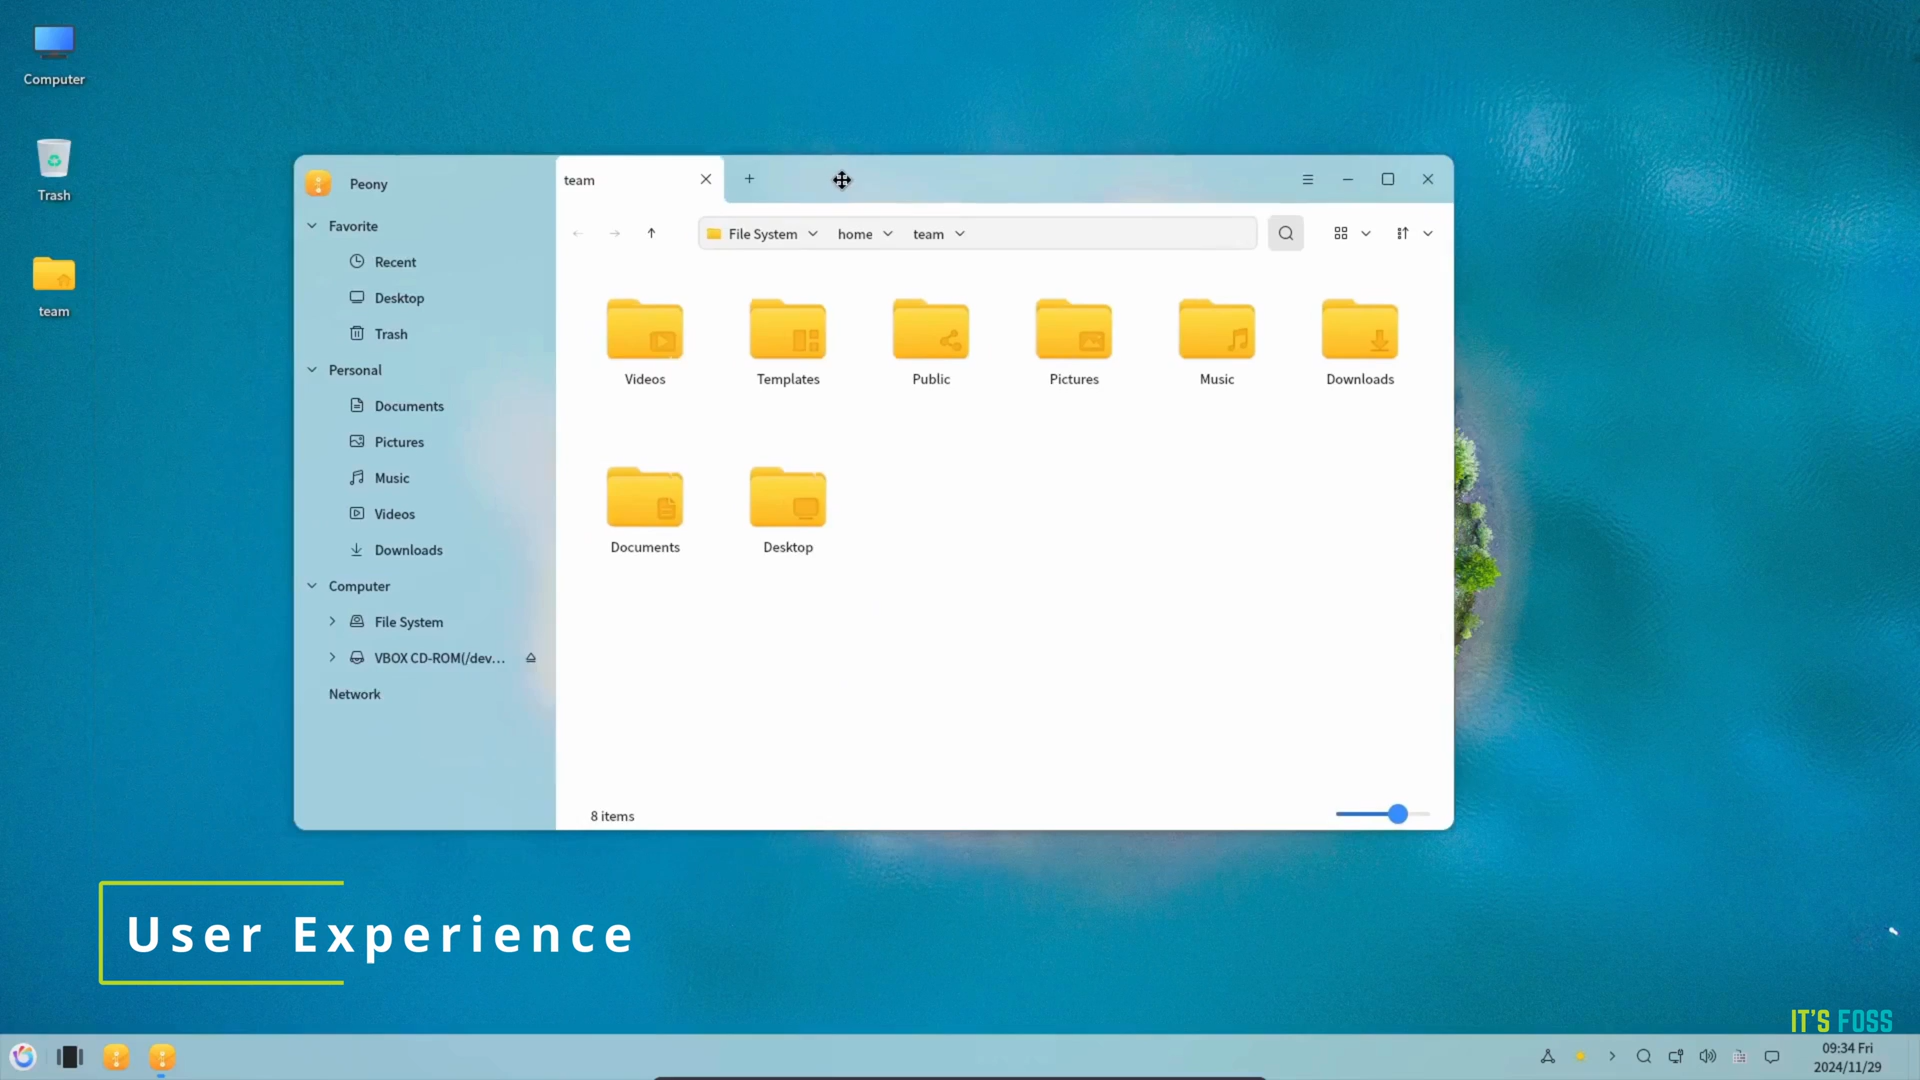 Computer
Trash
team
Peony
Favorite
Recent
Desktop
Trash
Personal
Documents
Pictures
Music
Videos
Downloads
Computer
File System
VBOX CD-ROM(/dev...
Network
team
File System
home
team
Videos
Templates
Public
Pictures
Music
Downloads
Documents
Desktop
8 items
User Experience
IT'S FOSS
09:34 Fri
2024/11/29